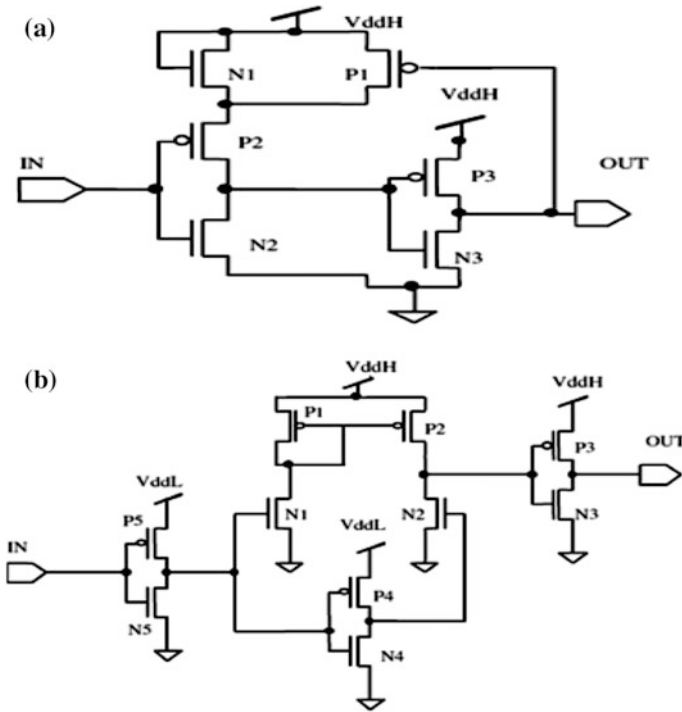 (a)
VddH
N1
P1
VddH
P2
IN
P3
OUT
N2
N3
(b)
VddH
P1
P2
VddH
P3
OUT
VddL
P5
N1
VddL
N2
N3
IN
P4
N5
N4